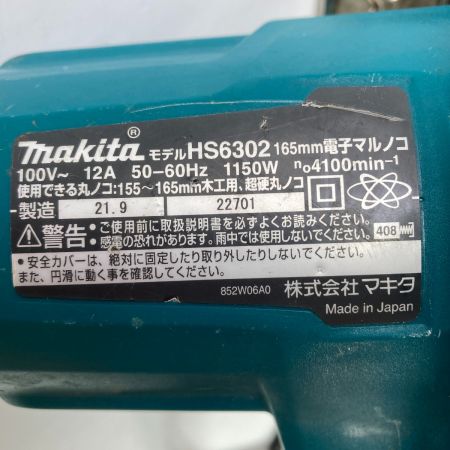 makita® モデル HS6302 165mm電子マルノコ
100V～ 12A 50-60Hz 1150W n₀4100min⁻¹
使用できる丸ノコ:155～165mm木工用、超硬丸ノコ
製造 21.9 22701
警告: ご使用前に取扱説明書を必ずよくお読みください。
感電の恐れがあります。雨中では使用しないでください。 408
・安全カバーは、絶対に固定したり取り外したりしないでください。
また、円滑に動く事を確認してください。
852W06A0 株式会社 マキタ
Made in Japan